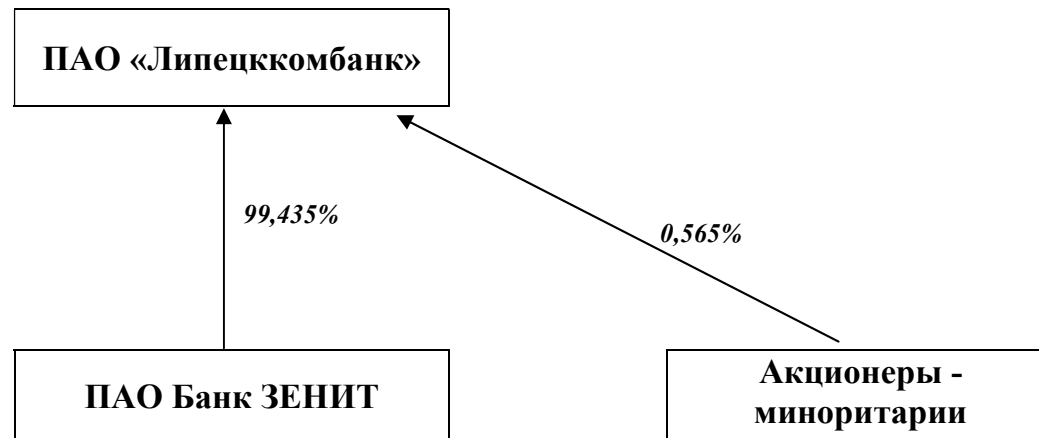 ПАО «Липецккомбанк»
99,435%
0,565%
ПАО Банк ЗЕНИТ
Акционеры -
миноритарии